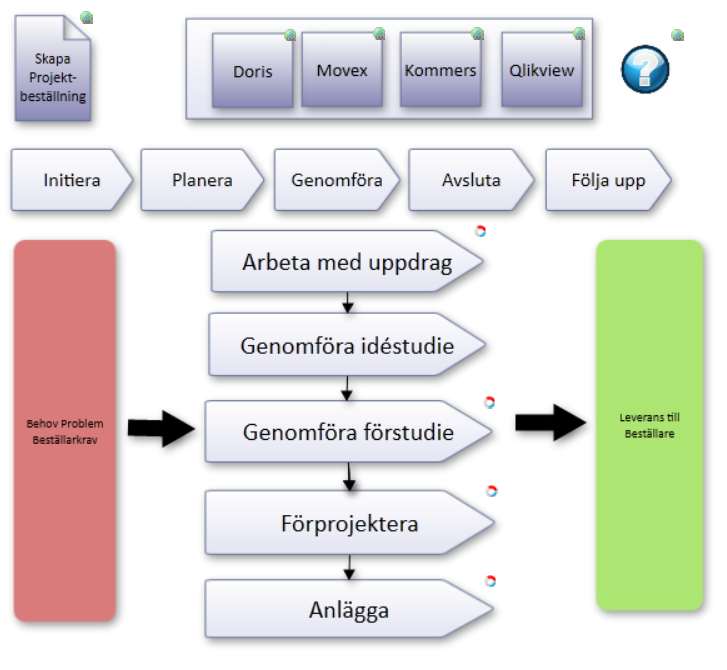 Skapa
Projekt-
beställning
Doris
Movex
Kommers
Qlikview
?
Initiera
Planera
Genomföra
Avsluta
Följa upp
Arbeta med uppdrag
Genomföra idéstudie
Genomföra förstudie
Förprojektera
Anlägga
Behov Problem
Beställarkrav
Leverans till
Beställare